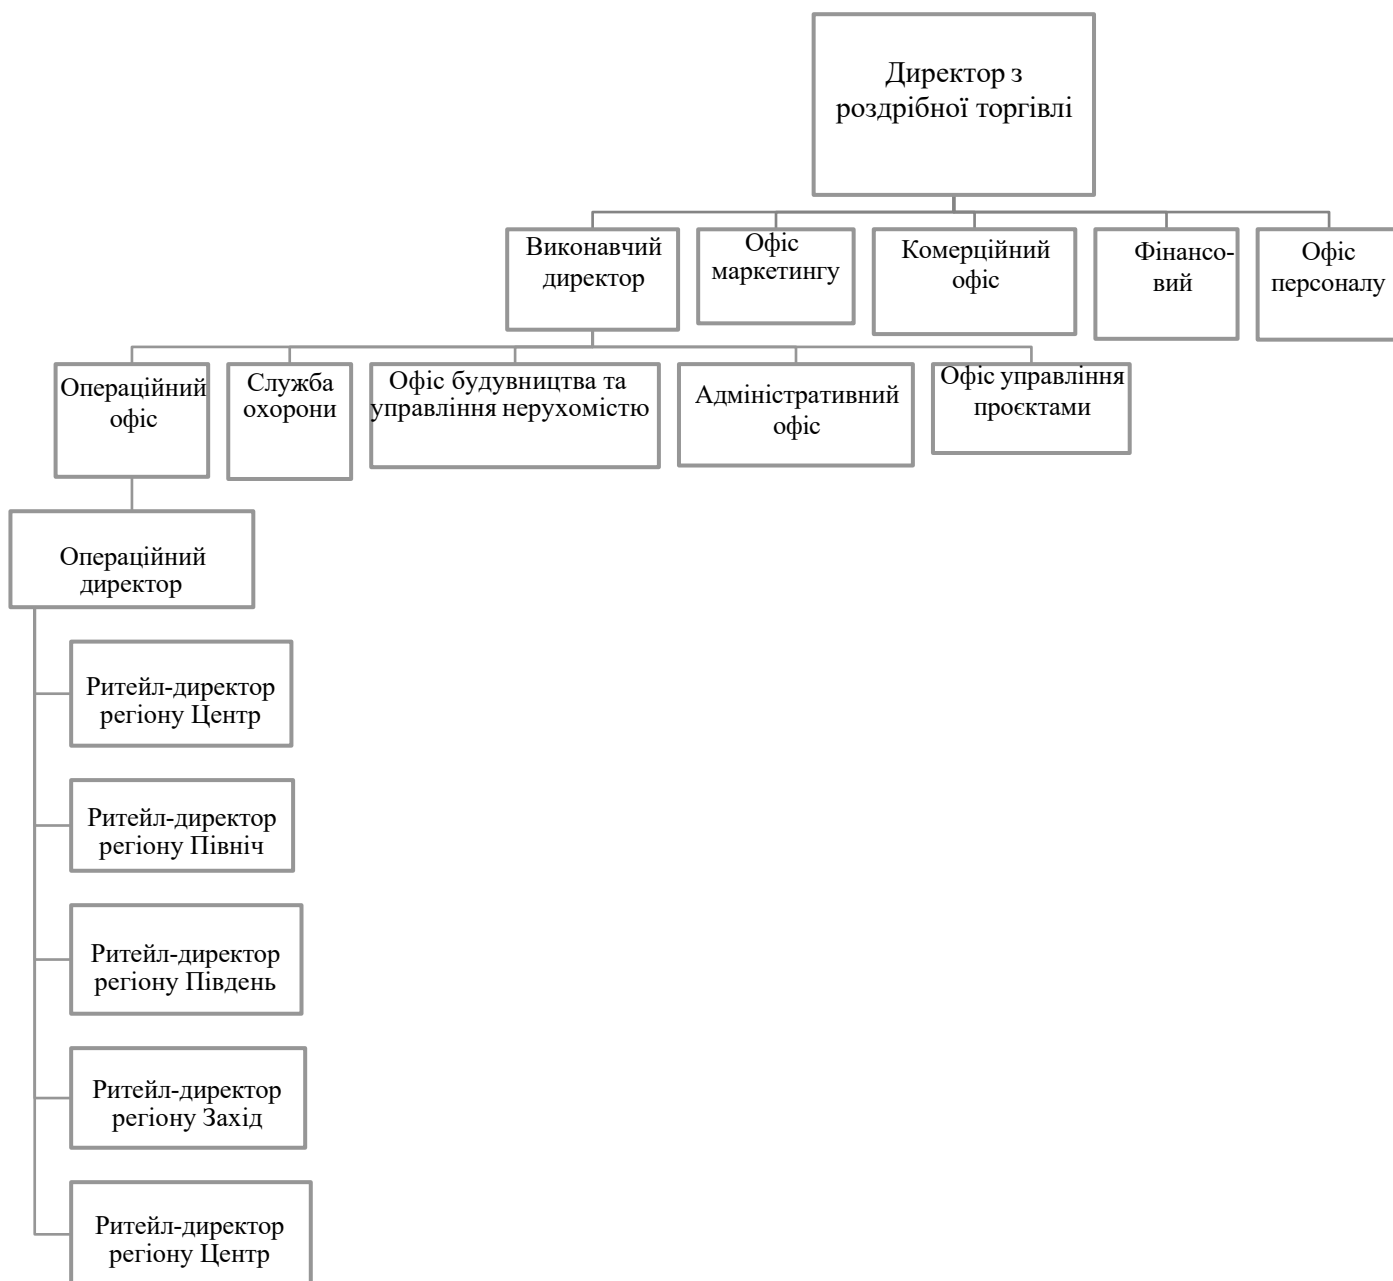 Директор з
роздрібної торгівлі
Виконавчий
директор
Офіс
маркетингу
Комерційний
офіс
Фінансо-
вий
Офіс
персоналу
Операційний
офіс
Служба
охорони
Офіс будувництва та
управління нерухомістю
Адміністративний
офіс
Офіс управління
проєктами
Операційний
директор
Ритейл-директор
регіону Центр
Ритейл-директор
регіону Північ
Ритейл-директор
регіону Південь
Ритейл-директор
регіону Захід
Ритейл-директор
регіону Центр